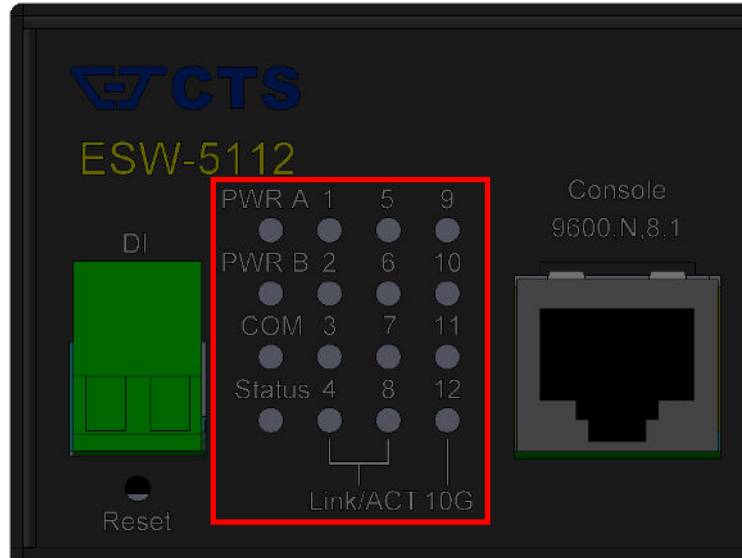 CTS
ESW-5112
DI
PWR A 1 5 9
PWR B 2 6 10
COM 3 7 11
Status 4 8 12
Link/ACT 10G
Reset
Console
9600,N,8,1